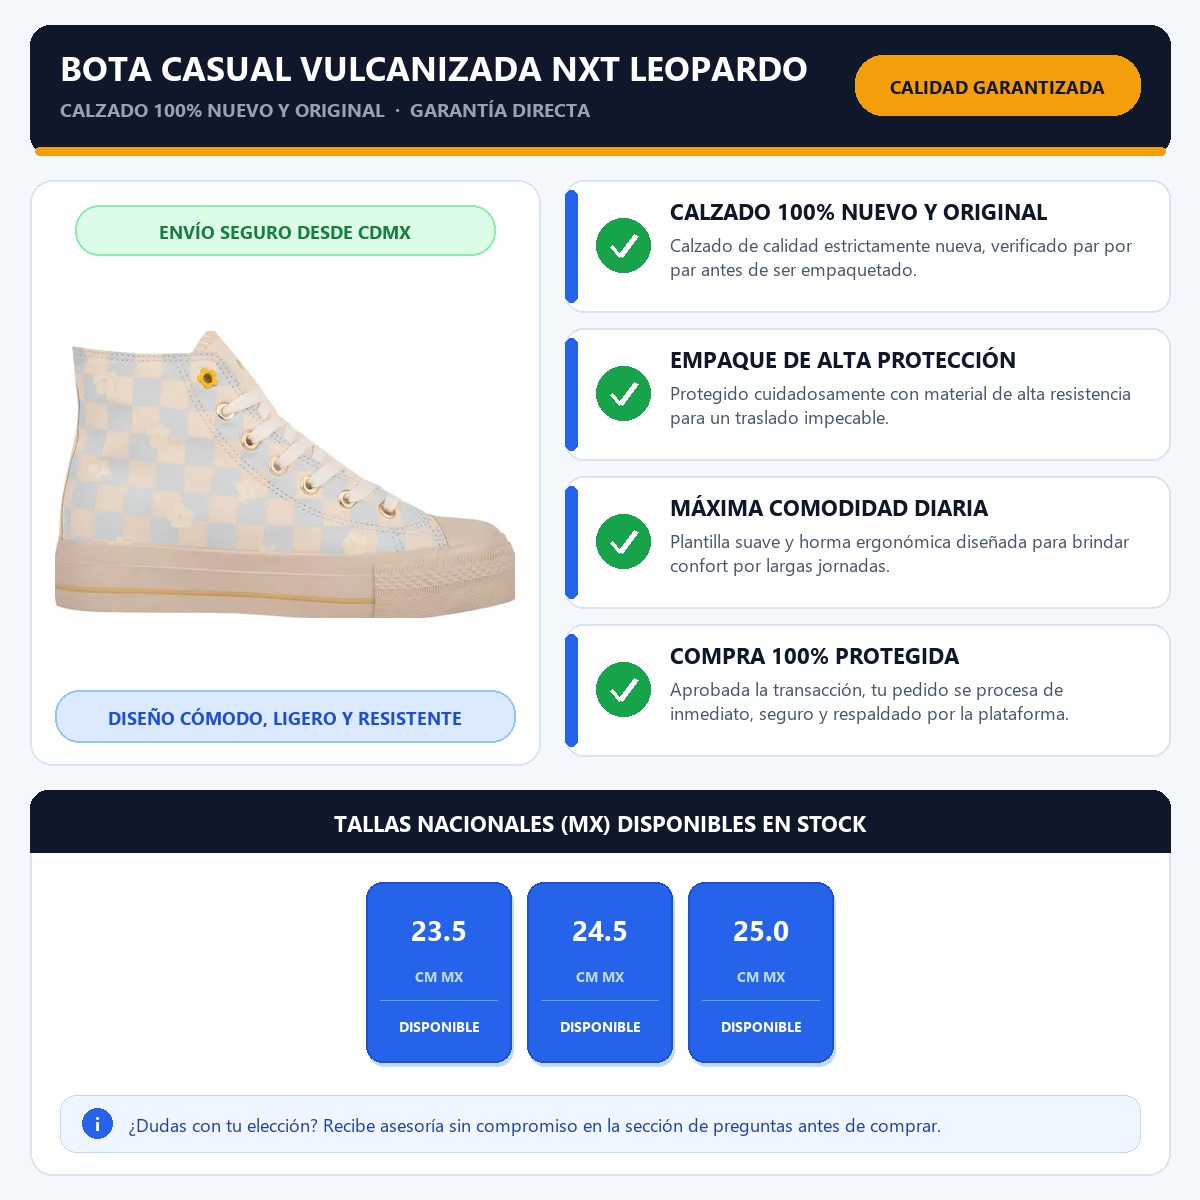 BOTA CASUAL VULCANIZADA NXT LEOPARDO
CALZADO 100% NUEVO Y ORIGINAL · GARANTÍA DIRECTA
CALIDAD GARANTIZADA
ENVÍO SEGURO DESDE CDMX
DISEÑO CÓMODO, LIGERO Y RESISTENTE
CALZADO 100% NUEVO Y ORIGINAL
Calzado de calidad estrictamente nueva, verificado par por
par antes de ser empaquetado.
EMPAQUE DE ALTA PROTECCIÓN
Protegido cuidadosamente con material de alta resistencia
para un traslado impecable.
MÁXIMA COMODIDAD DIARIA
Plantilla suave y horma ergonómica diseñada para brindar
confort por largas jornadas.
COMPRA 100% PROTEGIDA
Aprobada la transacción, tu pedido se procesa de
inmediato, seguro y respaldado por la plataforma.
TALLAS NACIONALES (MX) DISPONIBLES EN STOCK
23.5
CM MX
DISPONIBLE
24.5
CM MX
DISPONIBLE
25.0
CM MX
DISPONIBLE
¿Dudas con tu elección? Recibe asesoría sin compromiso en la sección de preguntas antes de comprar.